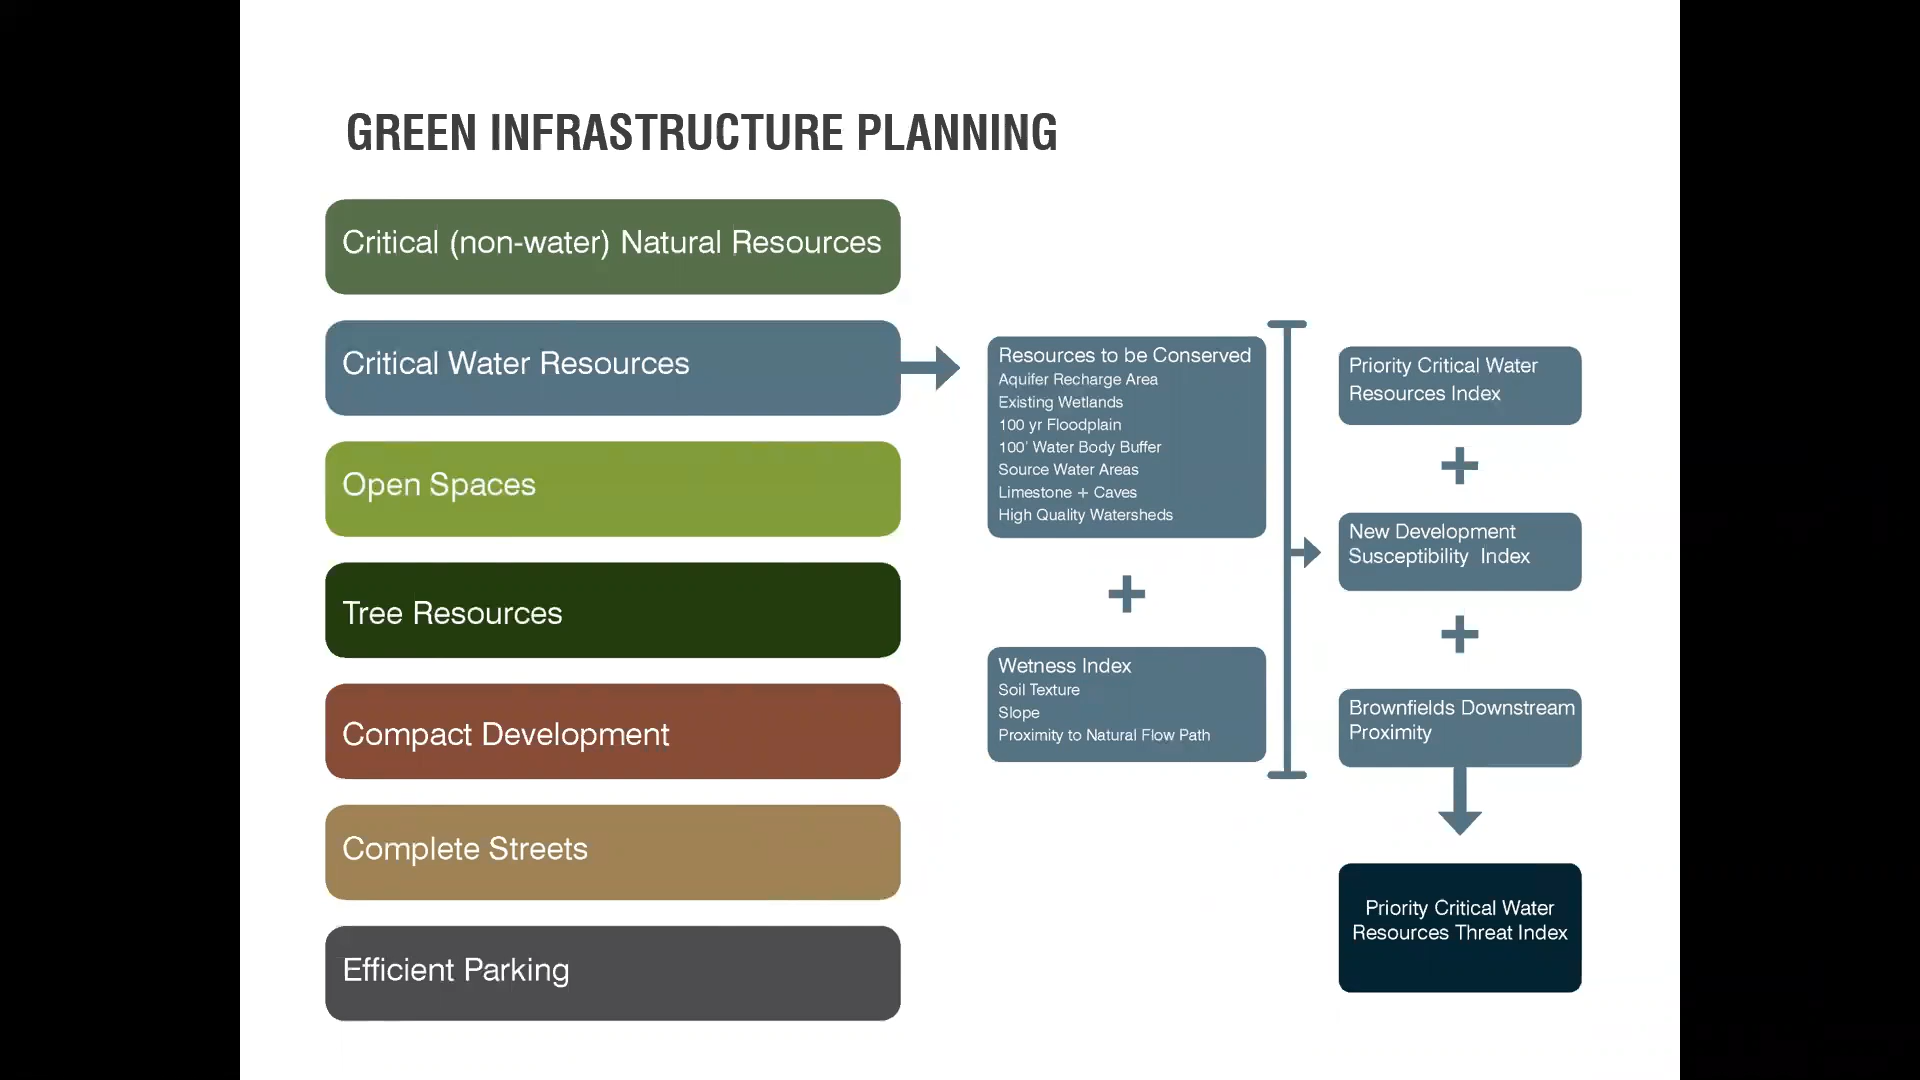 GREEN INFRASTRUCTURE PLANNING
Critical (non-water) Natural Resources
Critical Water Resources
Open Spaces
Tree Resources
Compact Development
Complete Streets
Efficient Parking
Resources to be Conserved
Aquifer Recharge Area
Existing Wetlands
100 yr Floodplain
100' Water Body Buffer
Source Water Areas
Limestone + Caves
High Quality Watersheds
+
Wetness Index
Soil Texture
Slope
Proximity to Natural Flow Path
Priority Critical Water
Resources Index
+
New Development
Susceptibility Index
+
Brownfields Downstream
Proximity
Priority Critical Water
Resources Threat Index